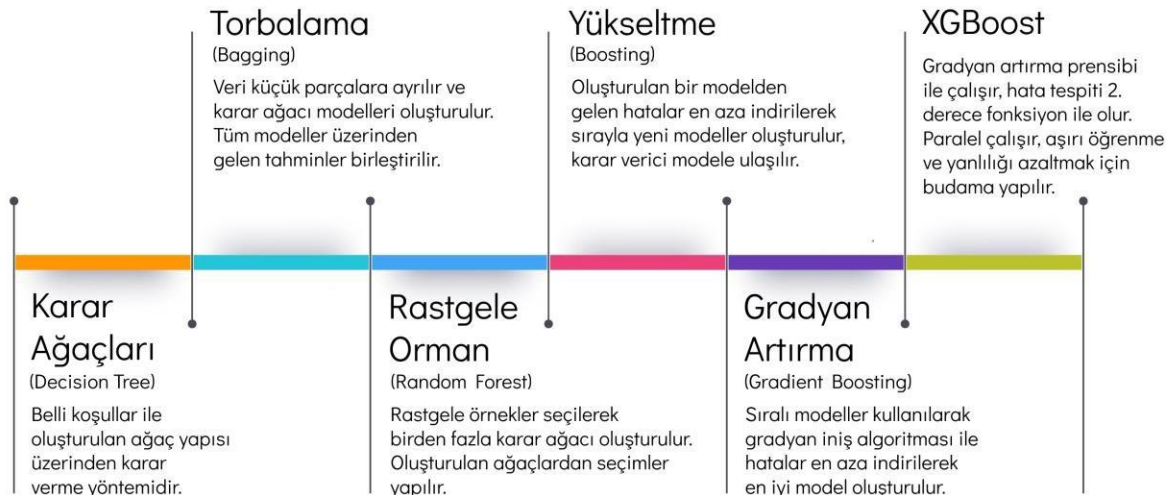 Torbalama
(Bagging)
Veri küçük parçalara ayrılır ve
karar ağacı modelleri oluşturulur.
Tüm modeller üzerinden
gelen tahminler birleştirilir.
Yükseltme
(Boosting)
Oluşturulan bir modelden
gelen hatalar en aza indirilerek
sırayla yeni modeller oluşturulur,
karar verici modele ulaşılır.
XGBoost
Gradyan artırma prensibi
ile çalışır, hata tespiti 2.
derece fonksiyon ile olur.
Paralel çalışır, aşırı öğrenme
ve yanlılığı azaltmak için
budama yapılır.
Karar
Ağaçları
(Decision Tree)
Belli koşullar ile
oluşturulan ağaç yapısı
üzerinden karar
verme yöntemidir.
Rastgele
Orman
(Random Forest)
Rastgele örnekler seçilerek
birden fazla karar ağacı oluşturulur.
Oluşturulan ağaçlardan seçimler
yapılır.
Gradyan
Artırma
(Gradient Boosting)
Sıralı modeller kullanılarak
gradyan iniş algoritması ile
hatalar en aza indirilerek
en iyi model oluşturulur.